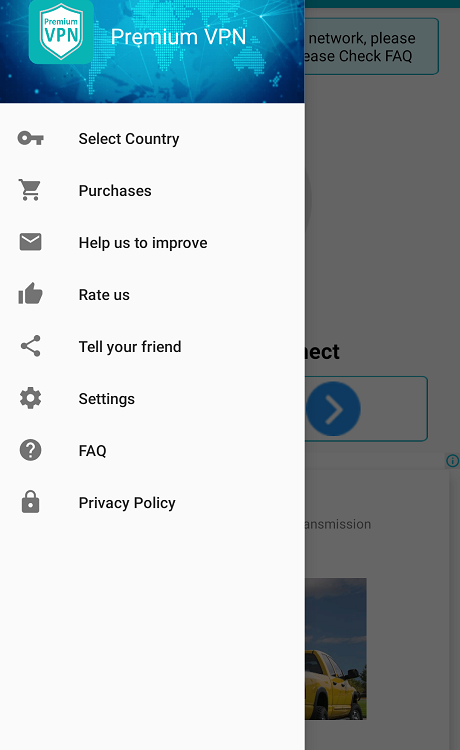 Premium
VPN
Premium VPN
network, please
ease Check FAQ
Select Country
Purchases
Help us to improve
Rate us
Tell your friend
Settings
FAQ
Privacy Policy
nect
ansmission